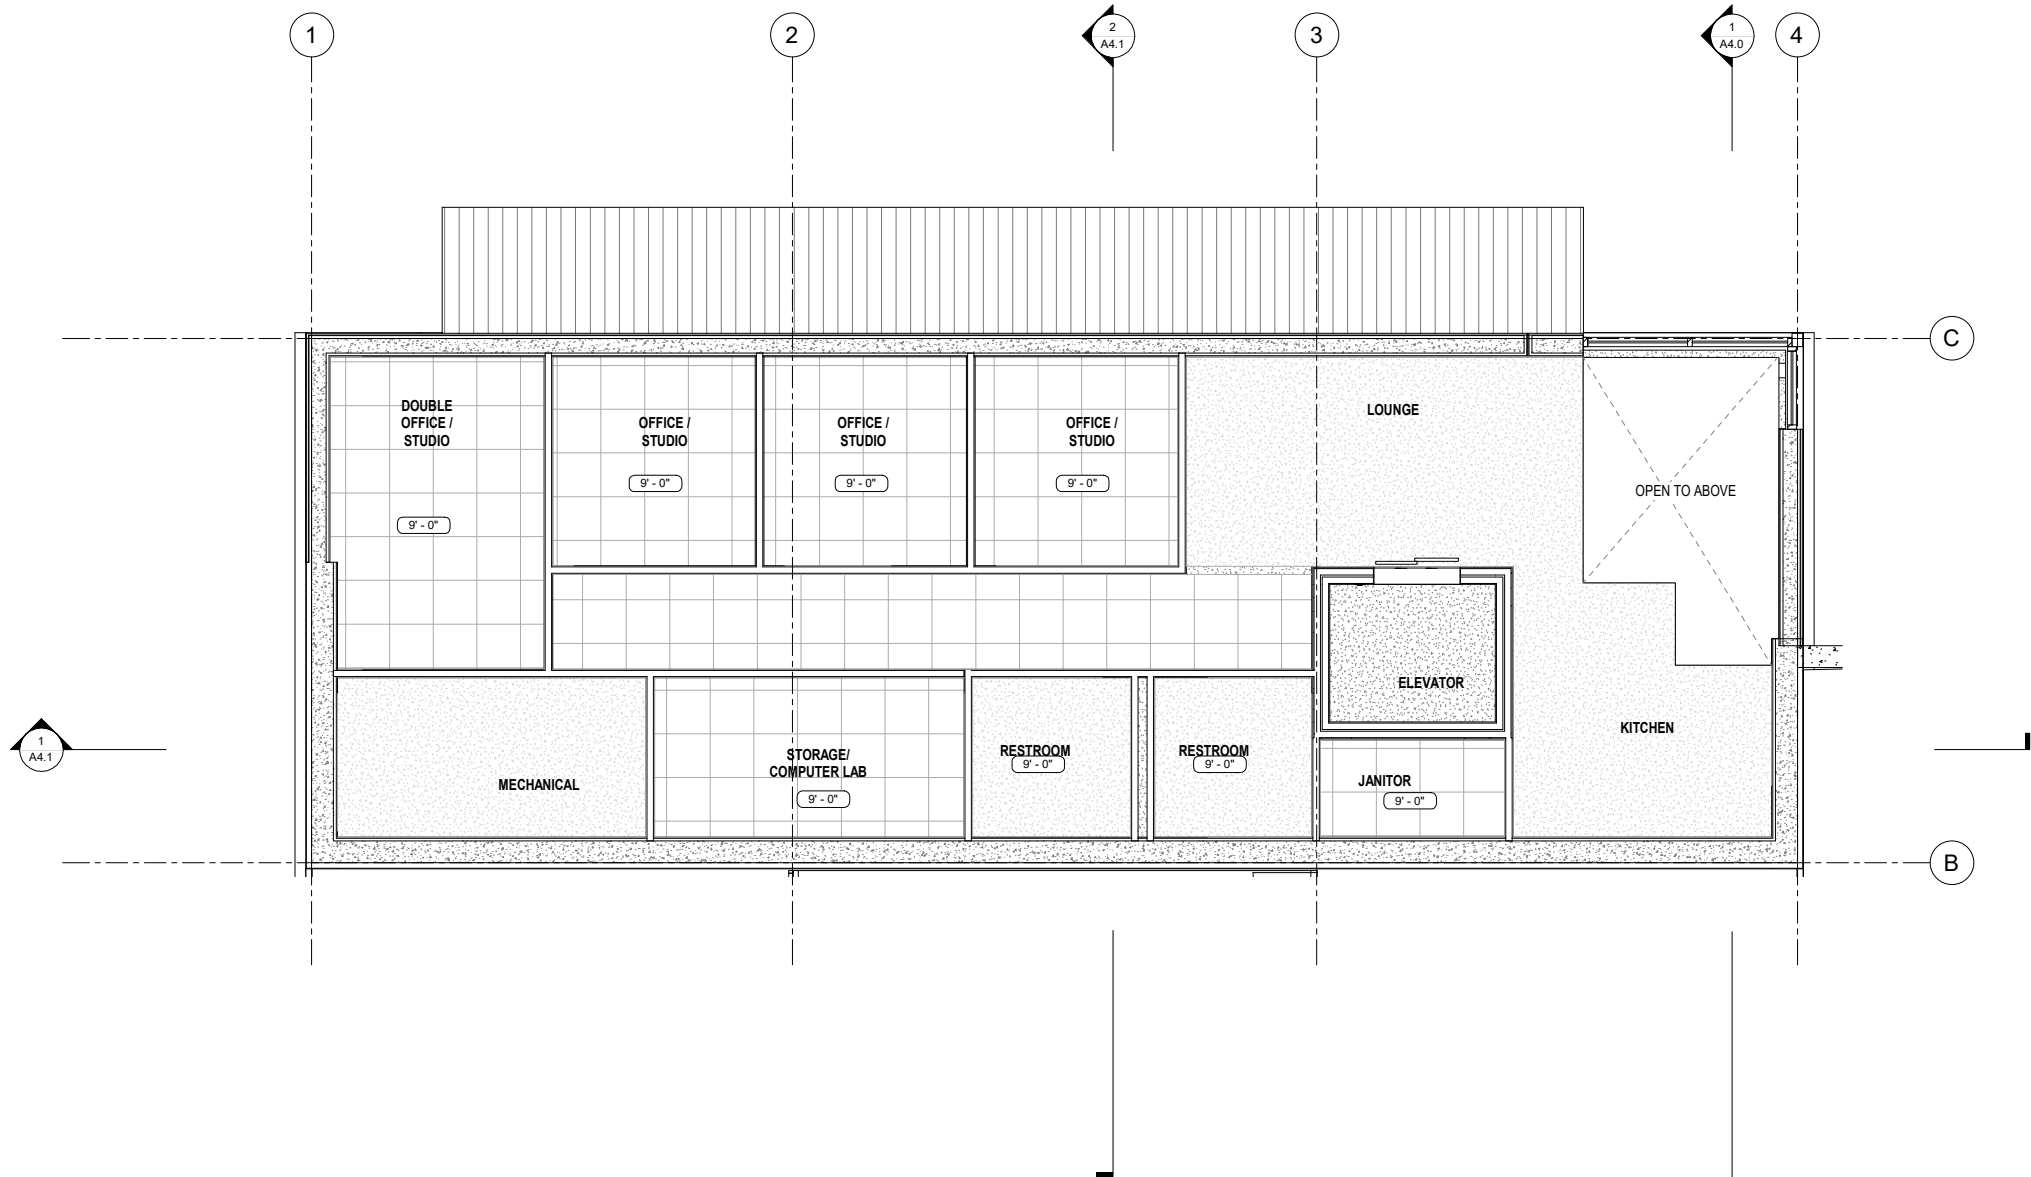 1
2
2
A4.1
3
1
A4.0
4
C
DOUBLE
OFFICE /
STUDIO
9' - 0"
OFFICE /
STUDIO
9' - 0"
OFFICE /
STUDIO
9' - 0"
OFFICE /
STUDIO
9' - 0"
LOUNGE
OPEN TO ABOVE
ELEVATOR
KITCHEN
1
A4.1
MECHANICAL
STORAGE/
COMPUTER LAB
9' - 0"
RESTROOM
9' - 0"
RESTROOM
9' - 0"
JANITOR
9' - 0"
B